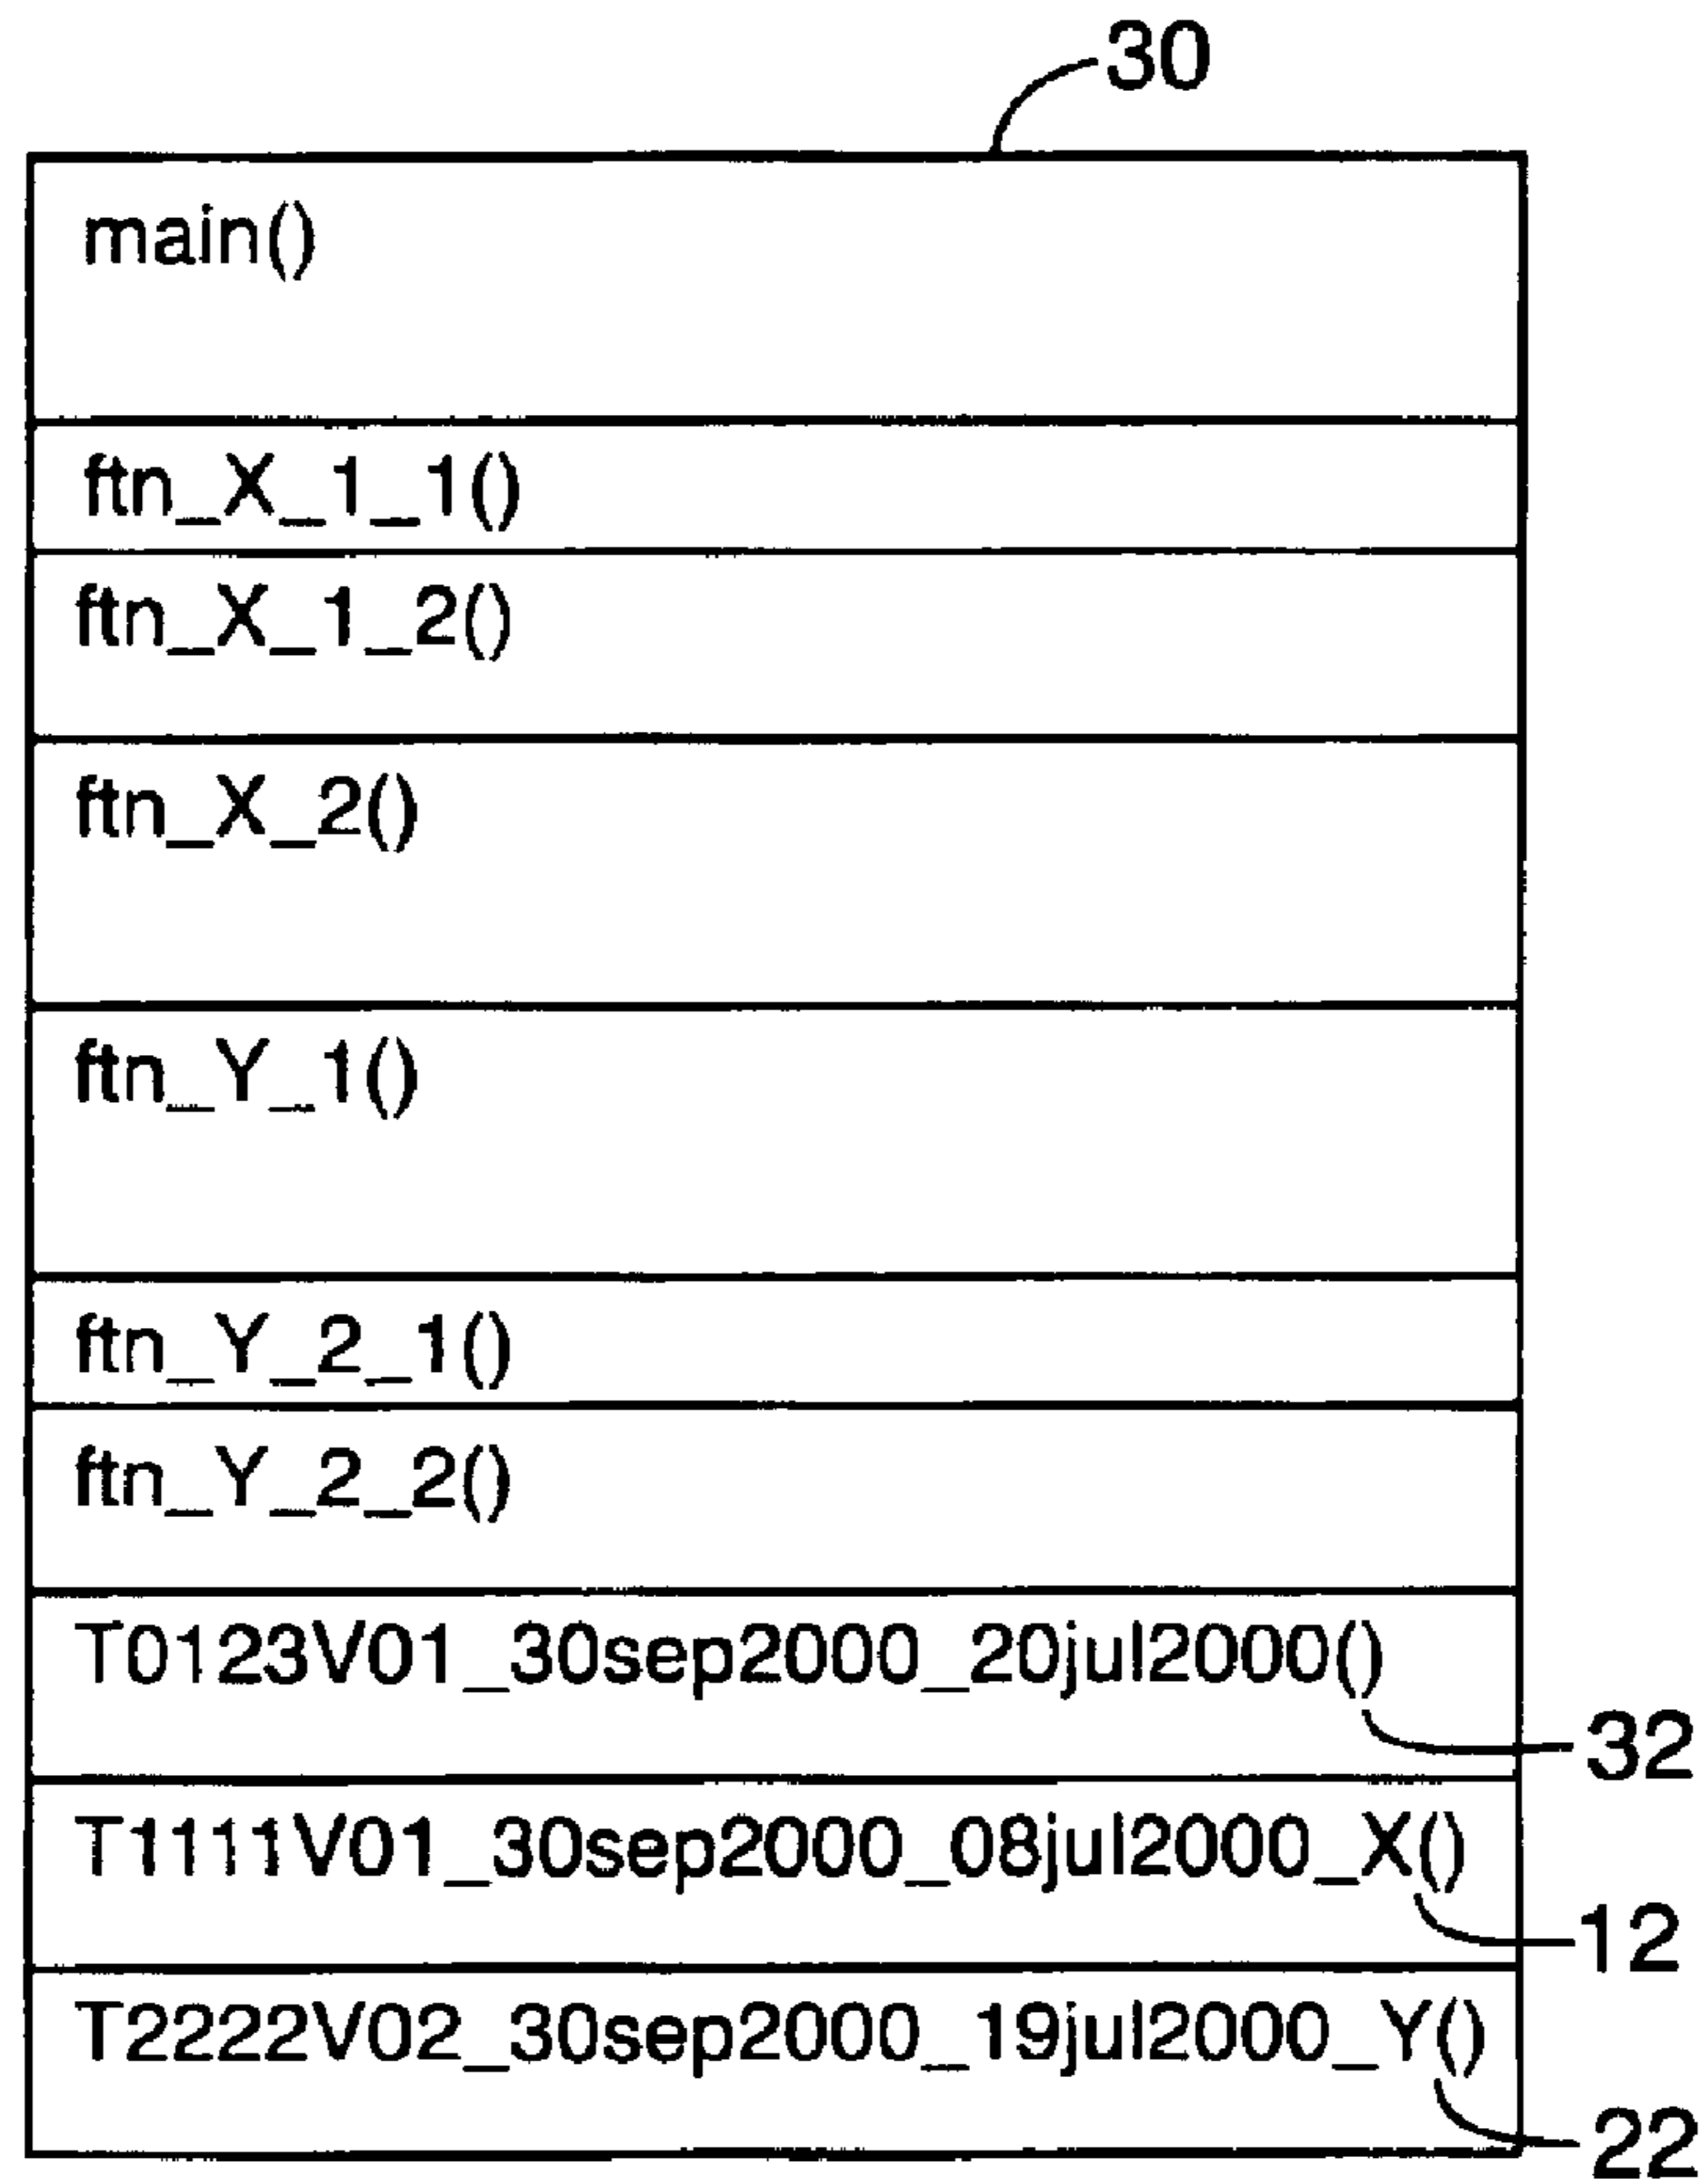 30
main()
ftn_X_1_1()
ftn_X_1_2()
ftn_X_2()
ftn_Y_1()
ftn_Y_2_1()
ftn_Y_2_2()
T0123V01_30sep2000_20jul2000()
32
T1111V01_30sep2000_08jul2000_X()
12
T2222V02_30sep2000_19jul2000_Y()
22